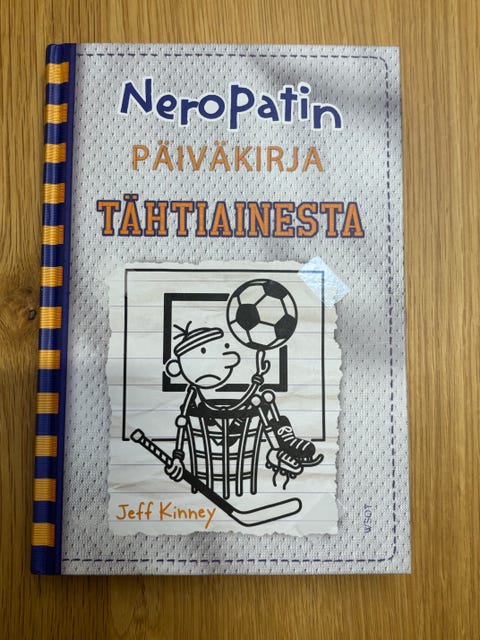 Neropatin
PÄIVÄKIRJA
TÄHTIAINESTA
Jeff Kinney
WSOY